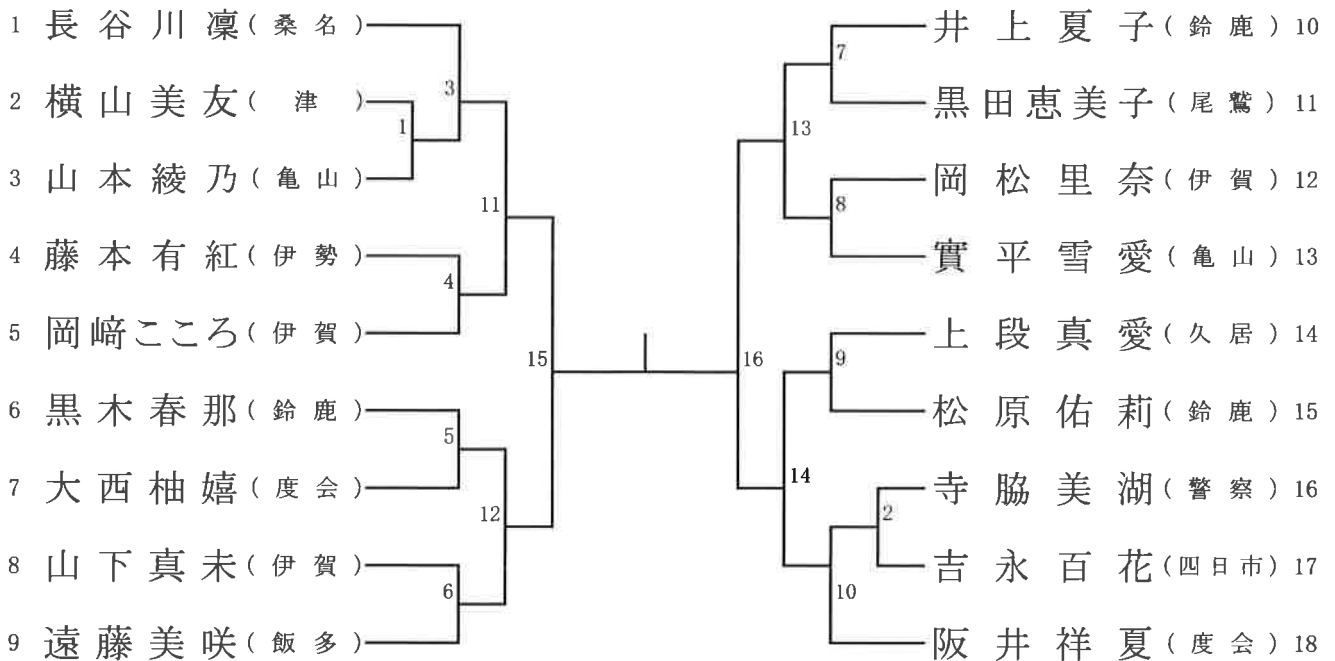 1 長谷川凜(桑名)
2 横山美友(津)
3 山本綾乃(亀山)
4 藤本有紅(伊勢)
5 岡﨑こころ(伊賀)
6 黒木春那(鈴鹿)
7 大西柚嬉(度会)
8 山下真未(伊賀)
9 遠藤美咲(飯多)
3
1
11
4
15
5
12
6
16
7
13
8
9
14
2
10
井上夏子(鈴鹿) 10
黒田恵美子(尾鷲) 11
岡松里奈(伊賀) 12
實平雪愛(亀山) 13
上段真愛(久居) 14
松原佑莉(鈴鹿) 15
寺脇美湖(警察) 16
吉永百花(四日市) 17
阪井祥夏(度会) 18